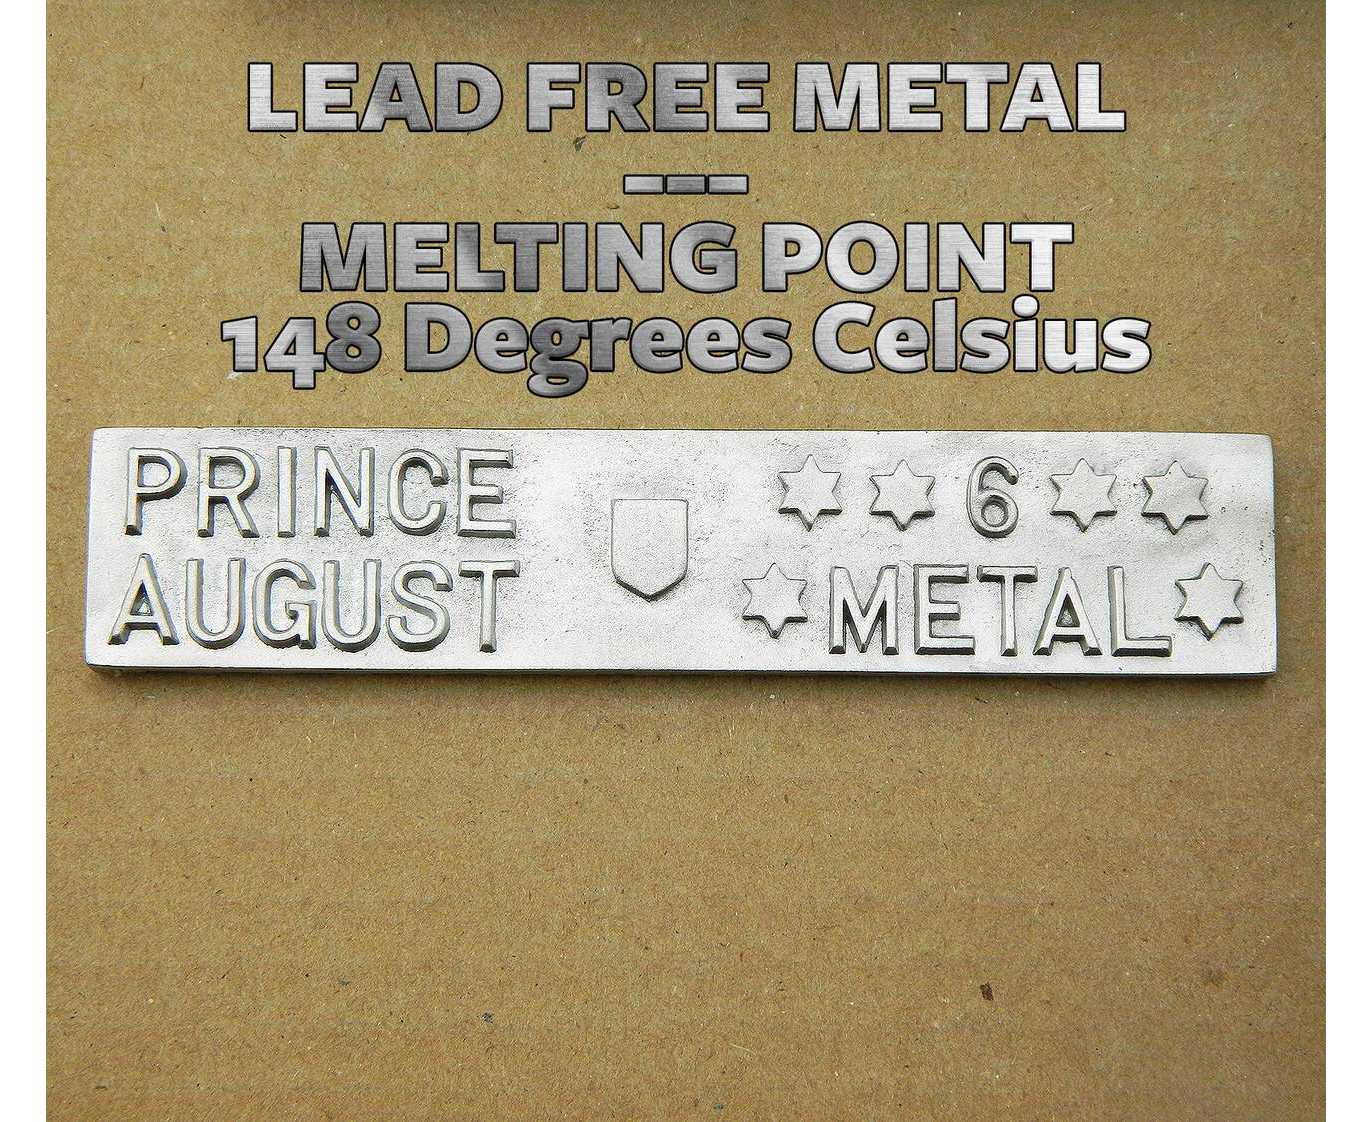 LEAD FREE METAL
---
MELTING POINT
148 Degrees Celsius
PRINCE
AUGUST
6
METAL